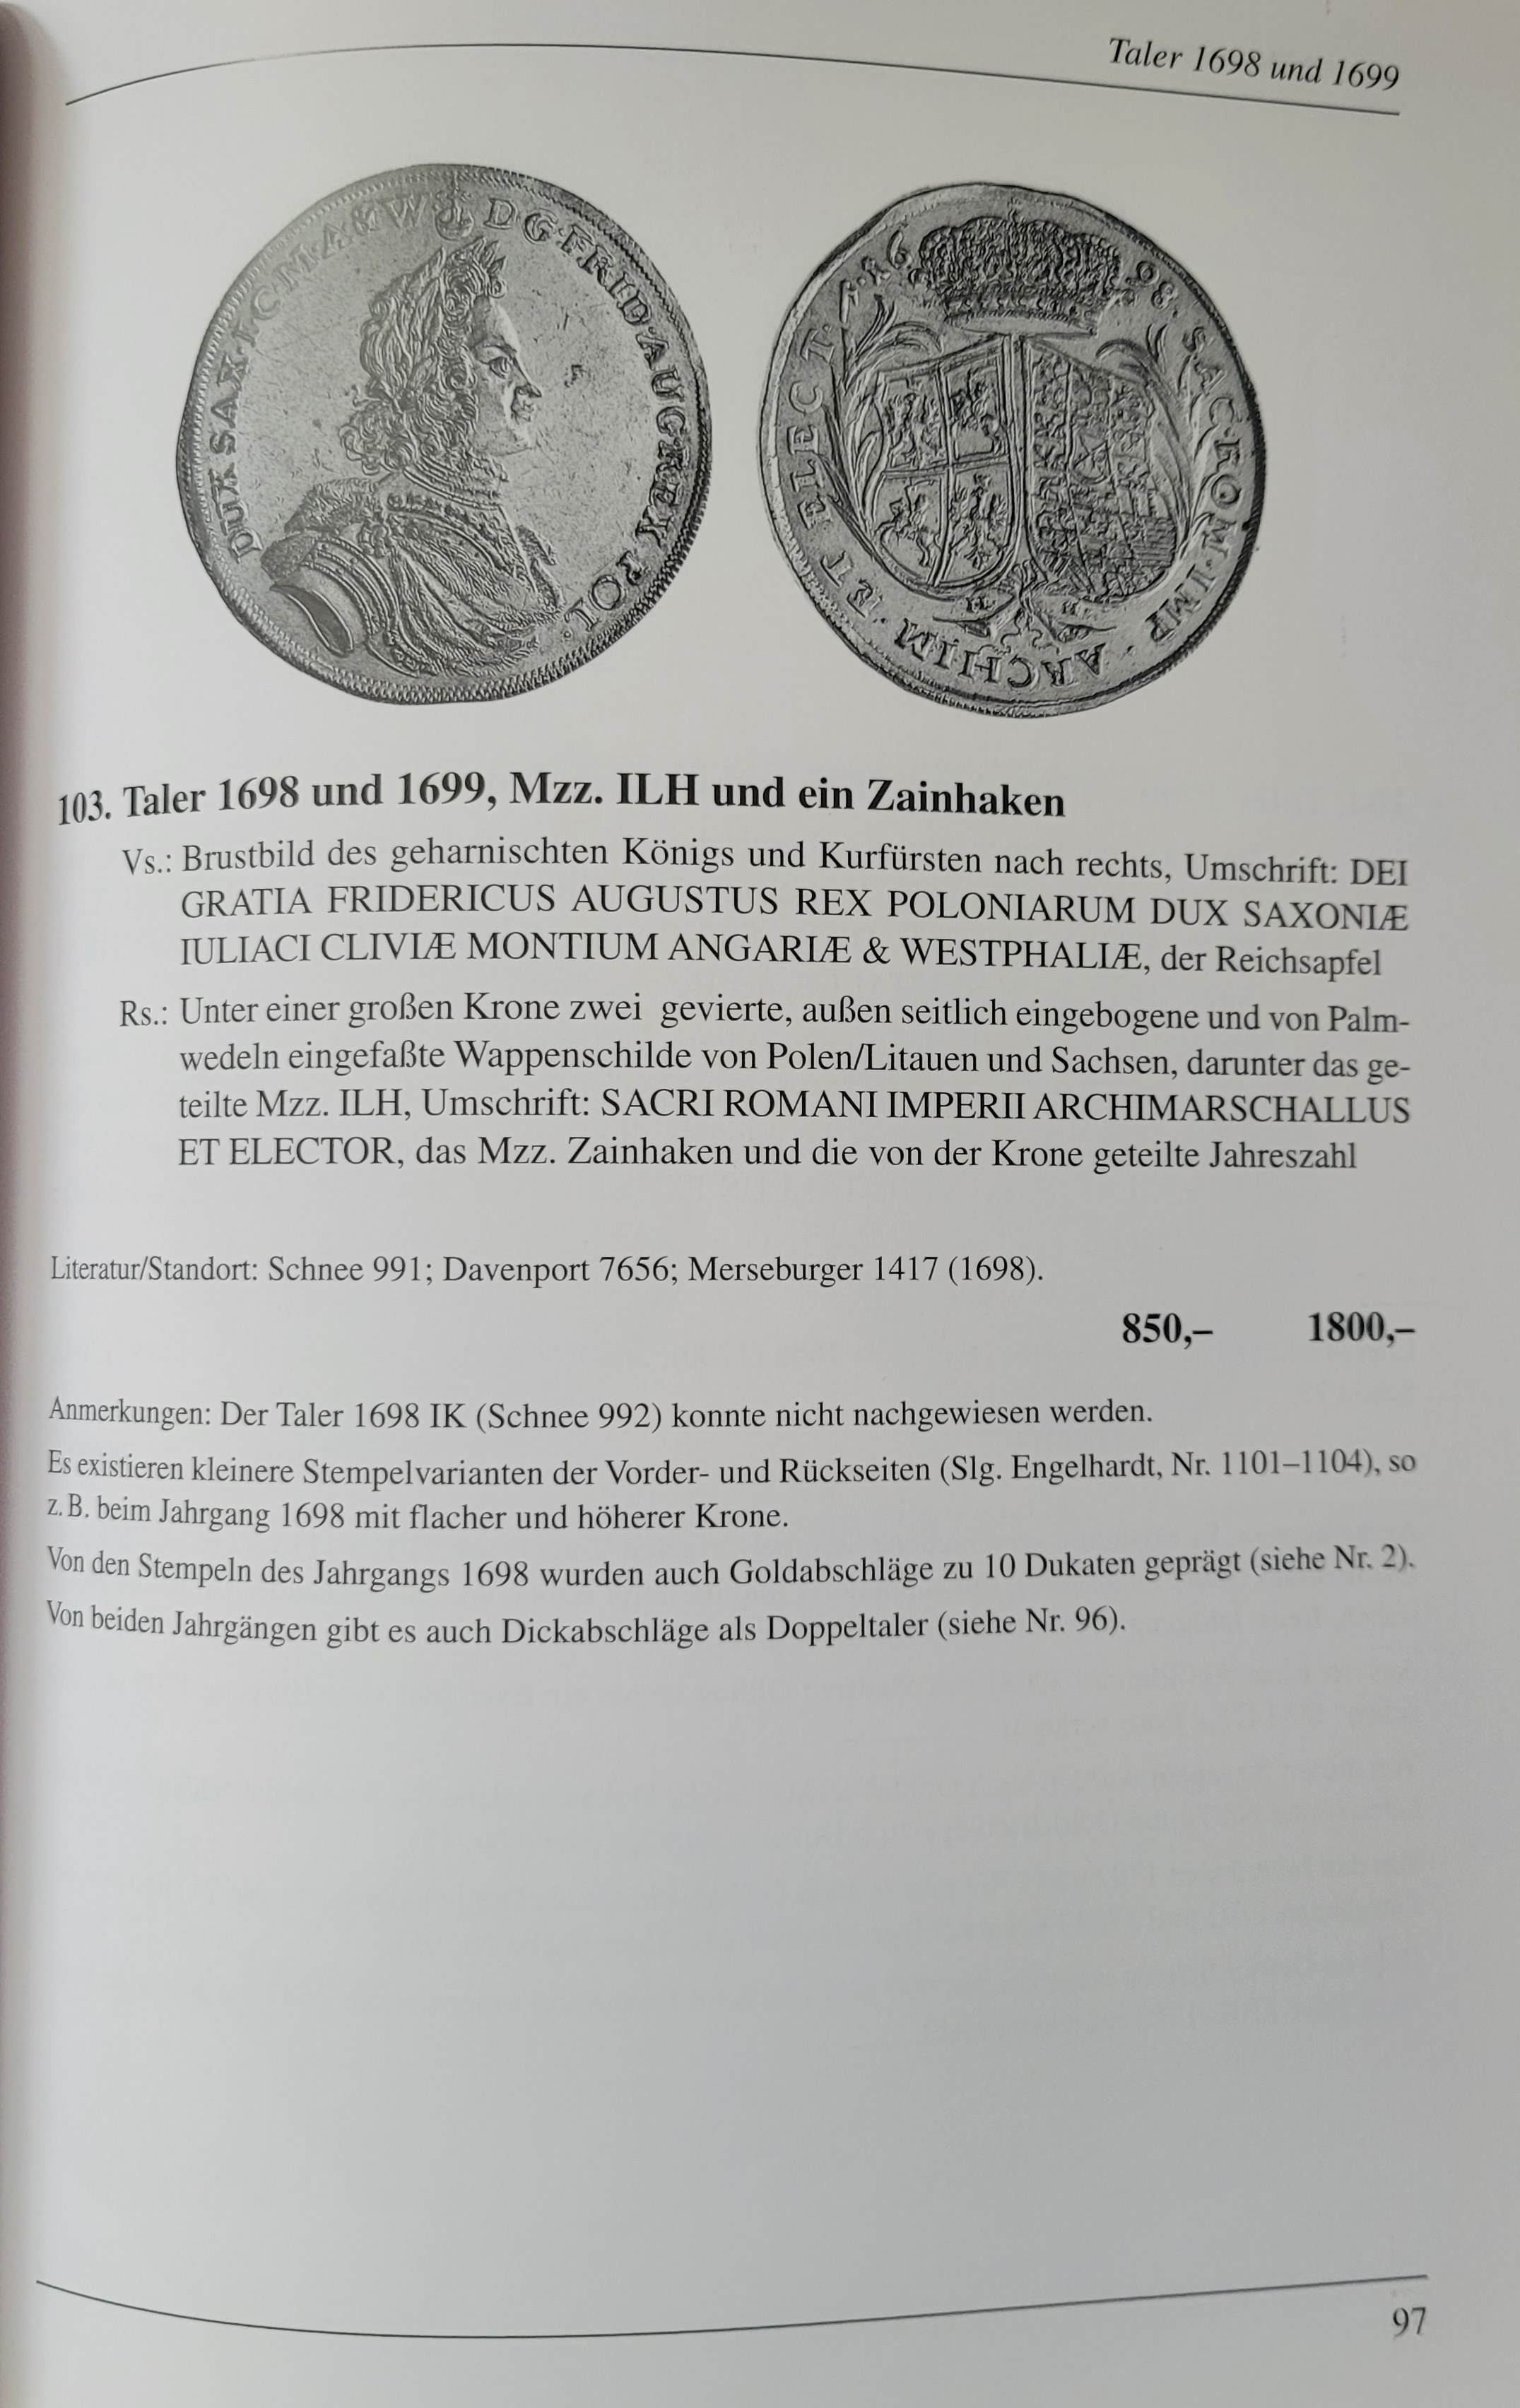 Taler 1698 und 1699
DUX SAX I C M A & W D G FRID AUG REX POL
ELECT 16 98 SAC ROM IMP ARCHIM ET
103. Taler 1698 und 1699, Mzz. ILH und ein Zainhaken
Vs.: Brustbild des geharnischten Königs und Kurfürsten nach rechts, Umschrift: DEI
GRATIA FRIDERICUS AUGUSTUS REX POLONIARUM DUX SAXONIÆ
IULIACI CLIVIÆ MONTIUM ANGARIÆ & WESTPHALIÆ, der Reichsapfel
Rs.: Unter einer großen Krone zwei gevierte, außen seitlich eingebogene und von Palm-
wedeln eingefaßte Wappenschilde von Polen/Litauen und Sachsen, darunter das ge-
teilte Mzz. ILH, Umschrift: SACRI ROMANI IMPERII ARCHIMARSCHALLUS
ET ELECTOR, das Mzz. Zainhaken und die von der Krone geteilte Jahreszahl
Literatur/Standort: Schnee 991; Davenport 7656; Merseburger 1417 (1698).
850,– 1800,–
Anmerkungen: Der Taler 1698 IK (Schnee 992) konnte nicht nachgewiesen werden.
Es existieren kleinere Stempelvarianten der Vorder- und Rückseiten (Slg. Engelhardt, Nr. 1101–1104), so
z.B. beim Jahrgang 1698 mit flacher und höherer Krone.
Von den Stempeln des Jahrgangs 1698 wurden auch Goldabschläge zu 10 Dukaten geprägt (siehe Nr. 2).
Von beiden Jahrgängen gibt es auch Dickabschläge als Doppeltaler (siehe Nr. 96).
97